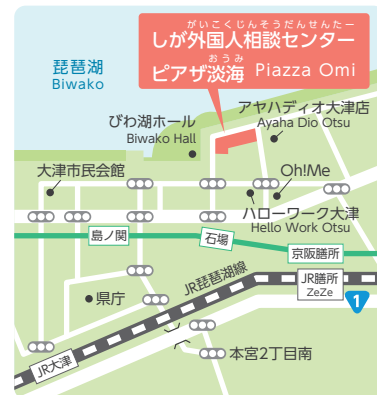 がいこくじんそうだんせんたー
しが外国人相談センター
おうみ
ピアザ淡海 Piazza Omi
琵琶湖
Biwako
アヤハディオ大津店
Ayaha Dio Otsu
びわ湖ホール
Biwako Hall
大津市民会館
Oh!Me
ハローワーク大津
Hello Work Otsu
島ノ関
石場
京阪膳所
JR琵琶湖線
JR膳所
ZeZe
1
県庁
JR大津
本宮2丁目南